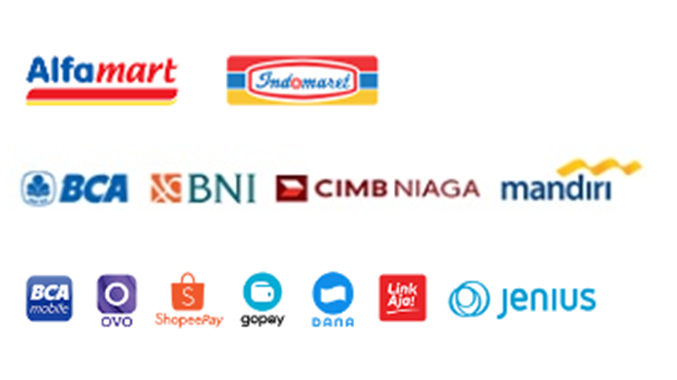 Alfamart Indomaret
BCA BNI CIMB NIAGA mandiri
BCA mobile OVO ShopeePay gopay DANA Link Aja! Jenius